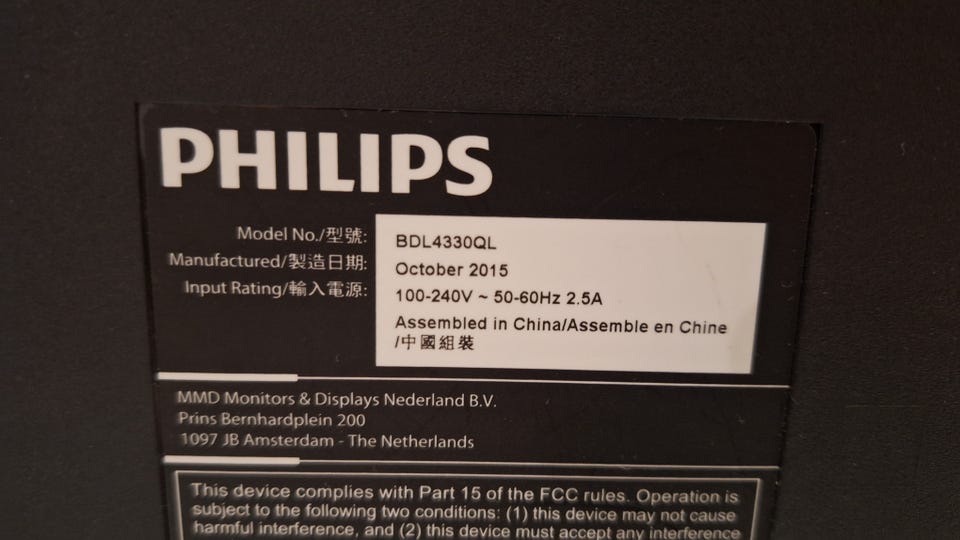 PHILIPS
Model No./型號: BDL4330QL
Manufactured/製造日期: October 2015
Input Rating/輸入電源: 100-240V ~ 50-60Hz 2.5A
Assembled in China/Assemble en Chine
/中國組裝
MMD Monitors & Displays Nederland B.V.
Prins Bernhardplein 200
1097 JB Amsterdam - The Netherlands
This device complies with Part 15 of the FCC rules. Operation is
subject to the following two conditions: (1) this device may not cause
harmful interference, and (2) this device must accept any interference